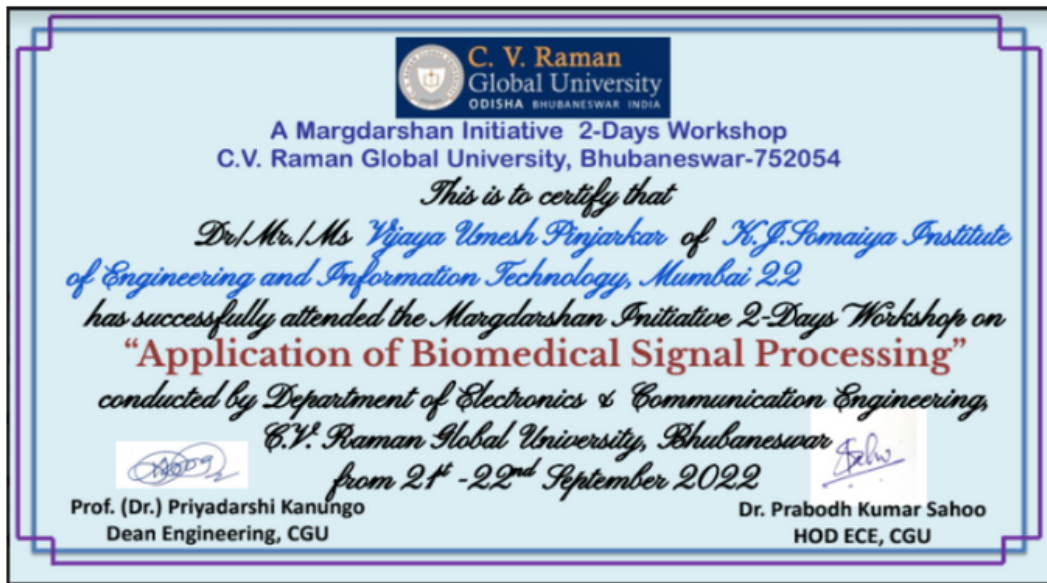 C. V. Raman
Global University
ODISHA BHUBANESWAR INDIA
A Margdarshan Initiative 2-Days Workshop
C.V. Raman Global University, Bhubaneswar-752054
This is to certify that
Dr/Mr./Ms Vijaya Umesh Pinjarkar of K.J.Somaiya Institute
of Engineering and Information Technology, Mumbai 22
has successfully attended the Margdarshan Initiative 2-Days Workshop on
“Application of Biomedical Signal Processing”
conducted by Department of Electronics & Communication Engineering,
C.V. Raman Global University, Bhubaneswar
from 21st -22nd September 2022
Prof. (Dr.) Priyadarshi Kanungo
Dean Engineering, CGU
Dr. Prabodh Kumar Sahoo
HOD ECE, CGU